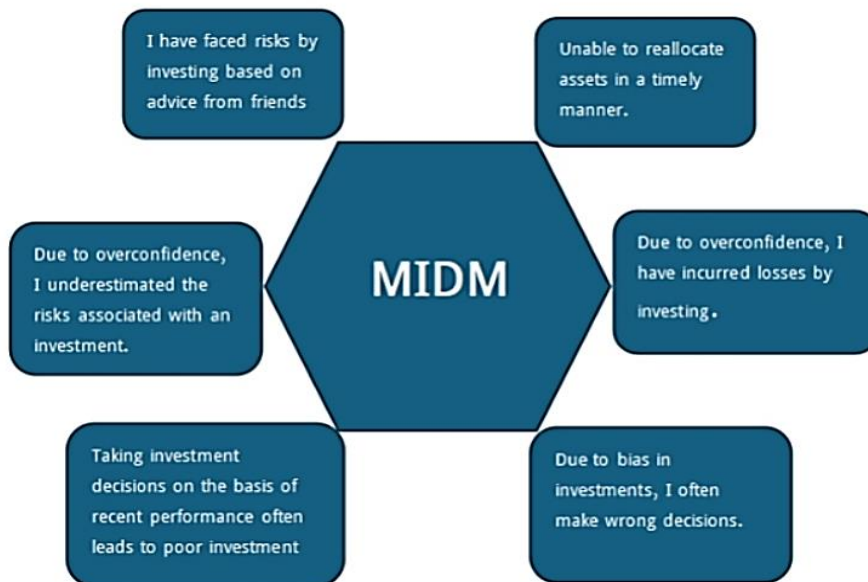 I have faced risks by
investing based on
advice from friends
Unable to reallocate
assets in a timely
manner.
Due to overconfidence,
I underestimated the
risks associated with an
investment.
MIDM
Due to overconfidence, I
have incurred losses by
investing.
Taking investment
decisions on the basis of
recent performance often
leads to poor investment
Due to bias in
investments, I often
make wrong decisions.